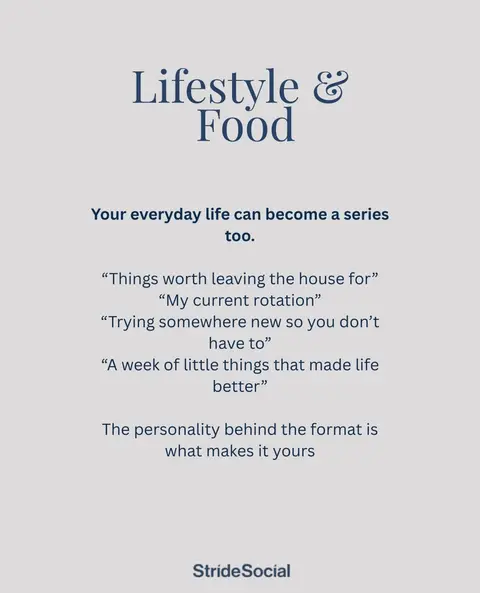 Lifestyle &
Food
Your everyday life can become a series
too.
“Things worth leaving the house for”
“My current rotation”
“Trying somewhere new so you don’t
have to”
“A week of little things that made life
better”
The personality behind the format is
what makes it yours
StrideSocial